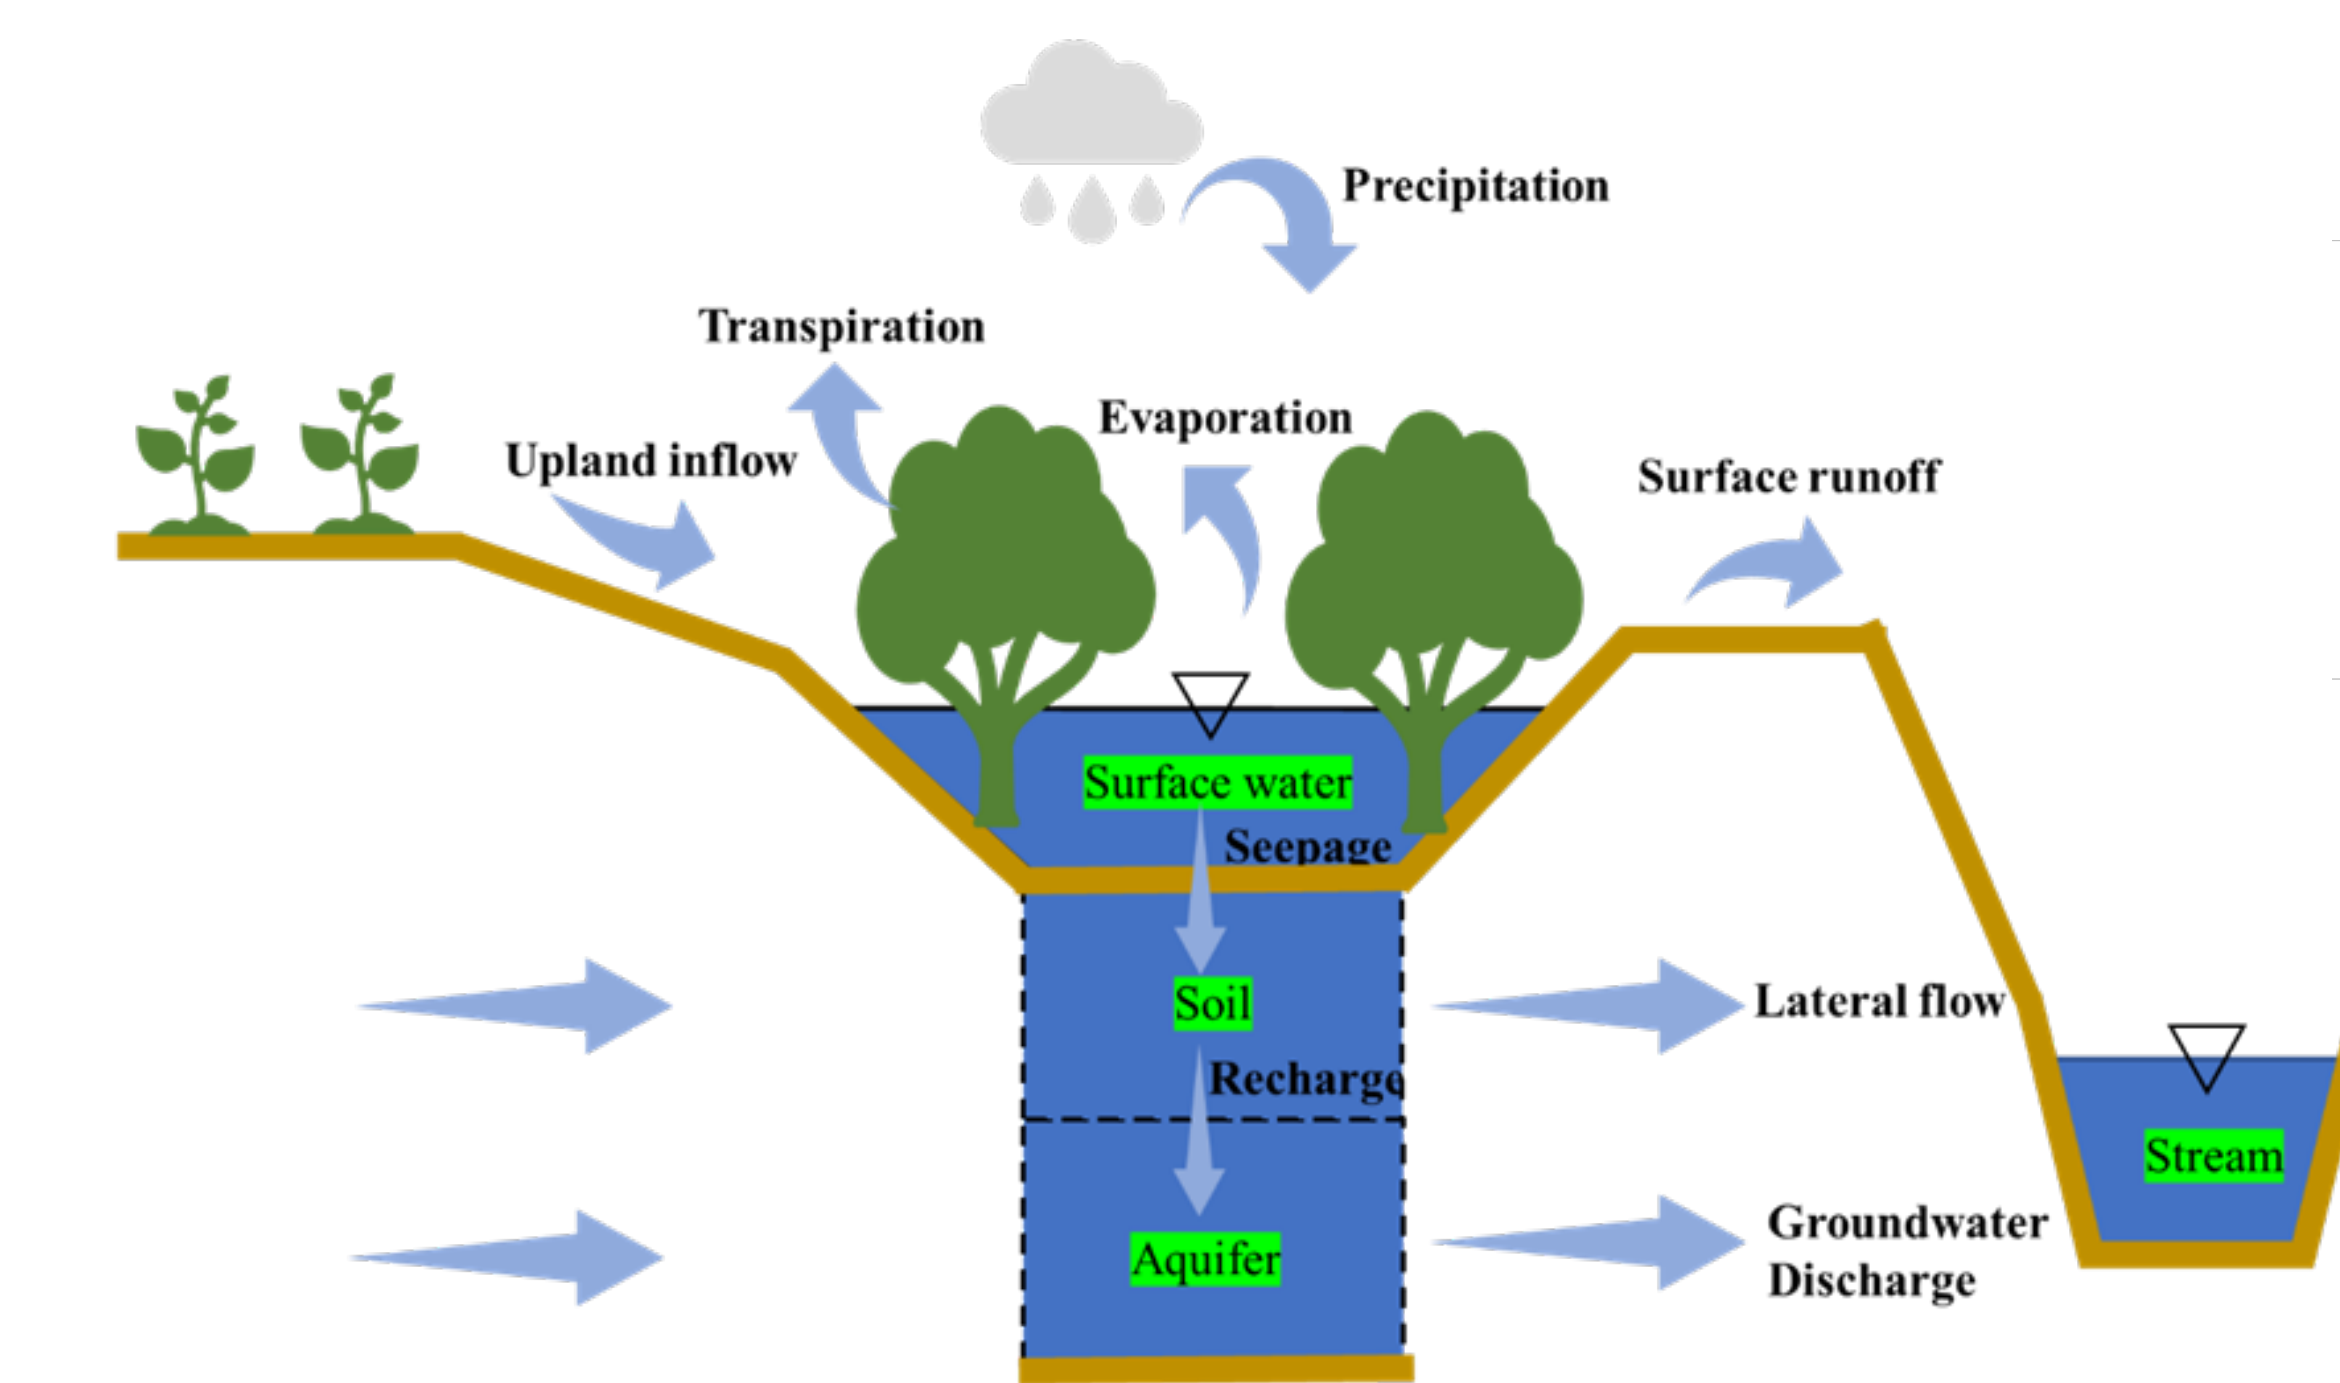 Precipitation
Transpiration
Evaporation
Upland inflow
Surface runoff
Surface water
Seepage
Soil
Lateral flow
Recharge
Stream
Groundwater
Discharge
Aquifer